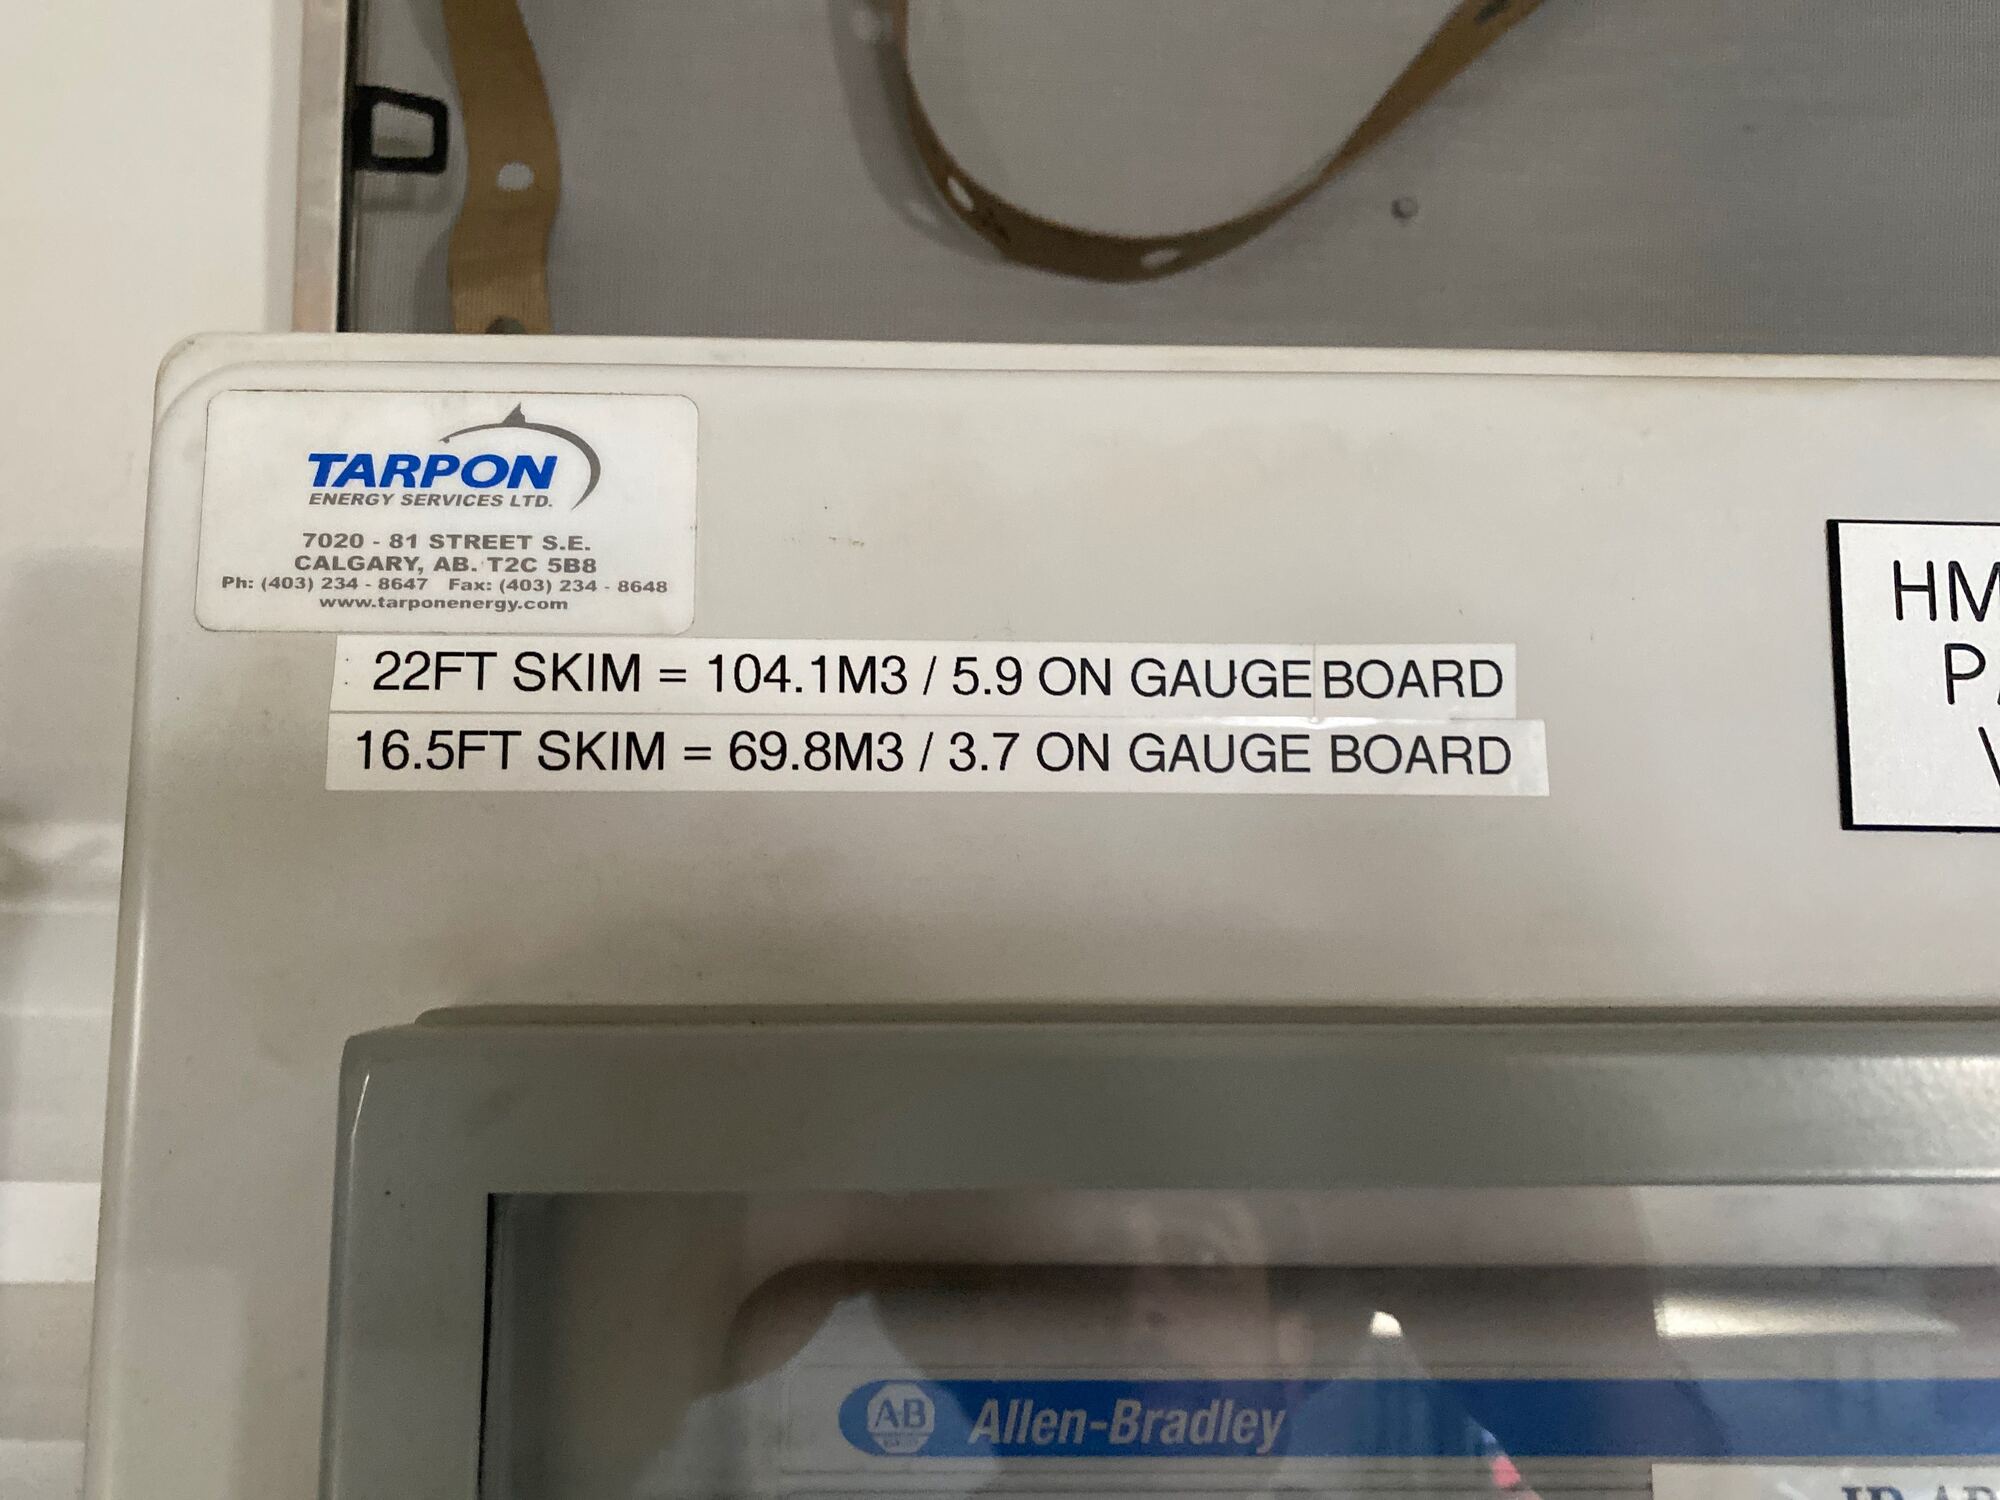 TARPON
ENERGY SERVICES LTD.
7020 - 81 STREET S.E.
CALGARY, AB. T2C 5B8
Ph: (403) 234 - 8647 Fax: (403) 234 - 8648
www.tarponenergy.com
22FT SKIM = 104.1M3 / 5.9 ON GAUGE BOARD
16.5FT SKIM = 69.8M3 / 3.7 ON GAUGE BOARD
HM
AB Allen-Bradley